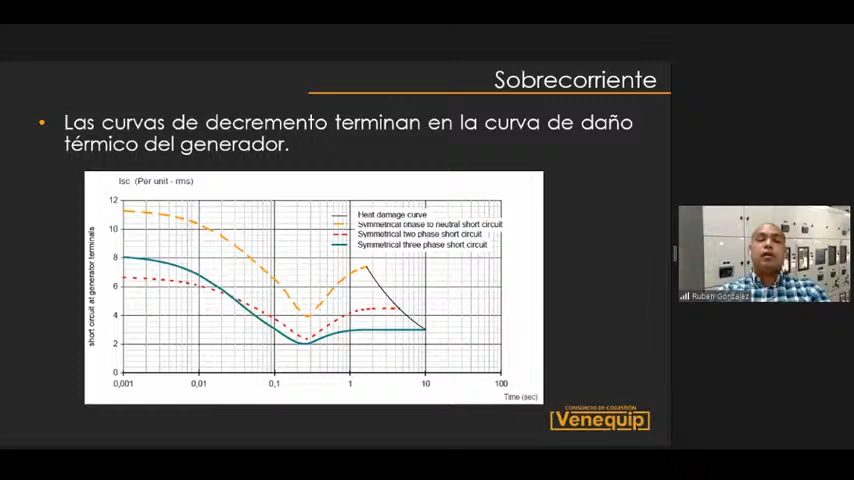 Sobrecorriente
• Las curvas de decremento terminan en la curva de daño
térmico del generador.
Isc (Per unit - rms)
short circuit at generator terminals
12
10
8
6
4
2
0
Heat damage curve
Symmetrical phase to neutral short circuit
Symmetrical two phase short circuit
Symmetrical three phase short circuit
0,001
0,01
0,1
1
10
100
Time (sec)
CONSORCIO DE COGESTIÓN
Venequip
Ruben Gonzalez